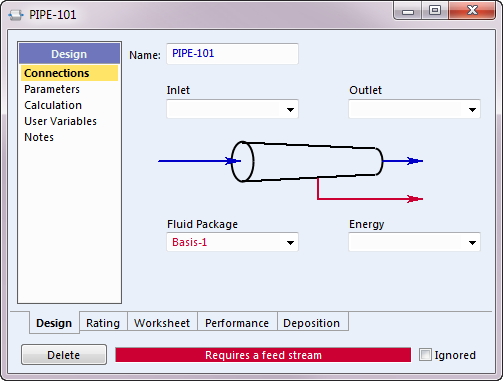 PIPE-101
Design
Connections
Parameters
Calculation
User Variables
Notes
Name: PIPE-101
Inlet Outlet
Fluid Package Energy
Basis-1
Design Rating Worksheet Performance Deposition
Delete Requires a feed stream Ignored